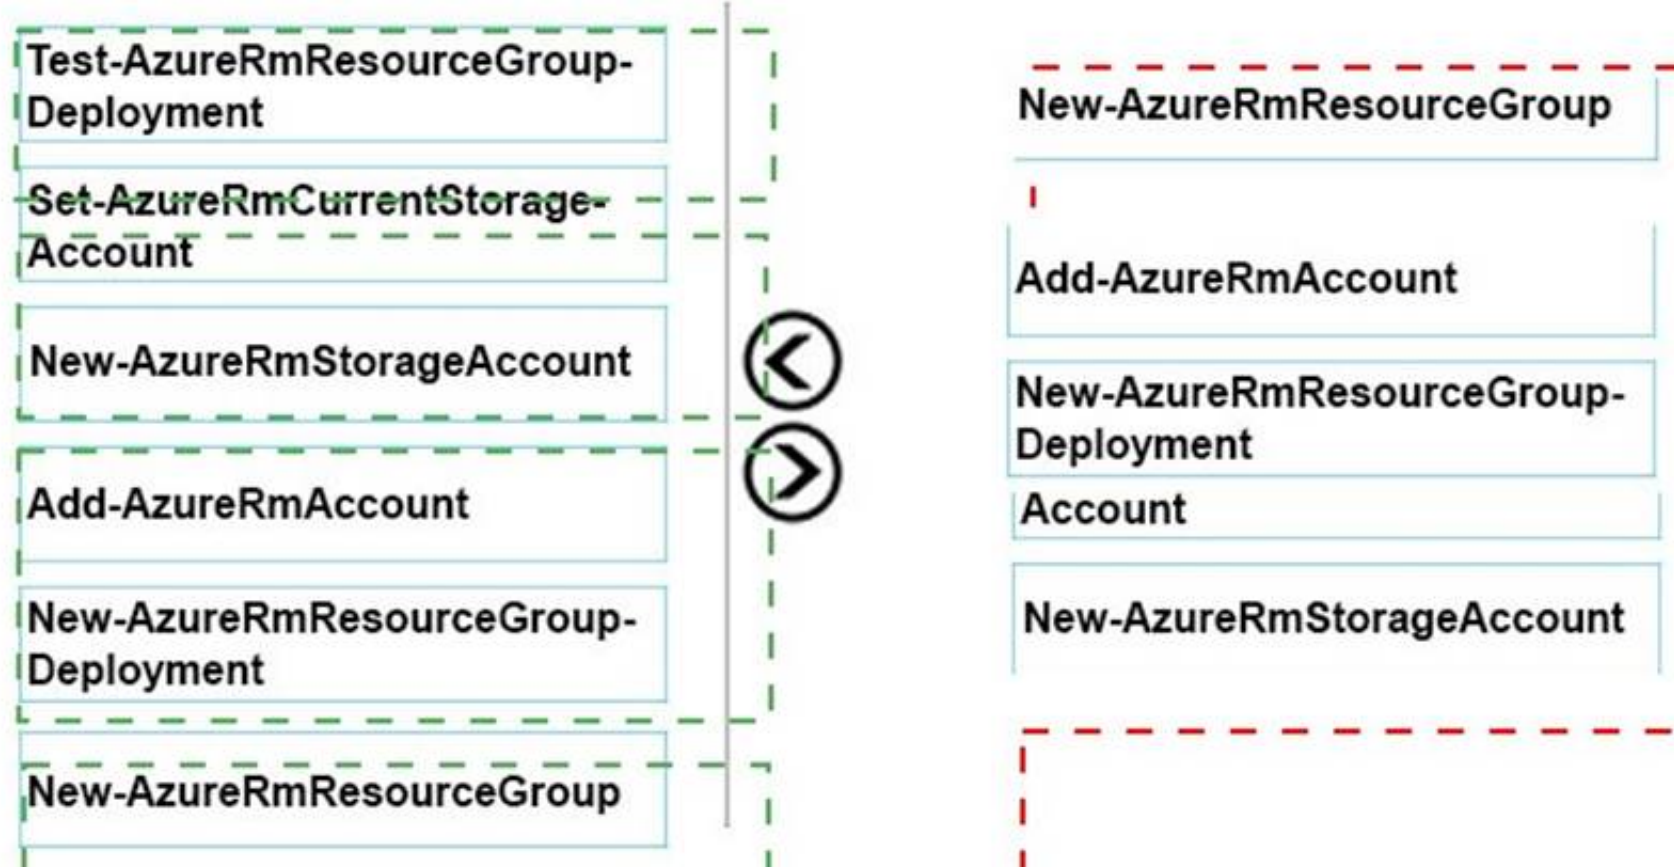 Test-AzureRmResourceGroup-
Deployment
Set-AzureRmCurrentStorage-
Account
New-AzureRmStorageAccount
Add-AzureRmAccount
New-AzureRmResourceGroup-
Deployment
New-AzureRmResourceGroup
New-AzureRmResourceGroup
Add-AzureRmAccount
New-AzureRmResourceGroup-
Deployment
Account
New-AzureRmStorageAccount